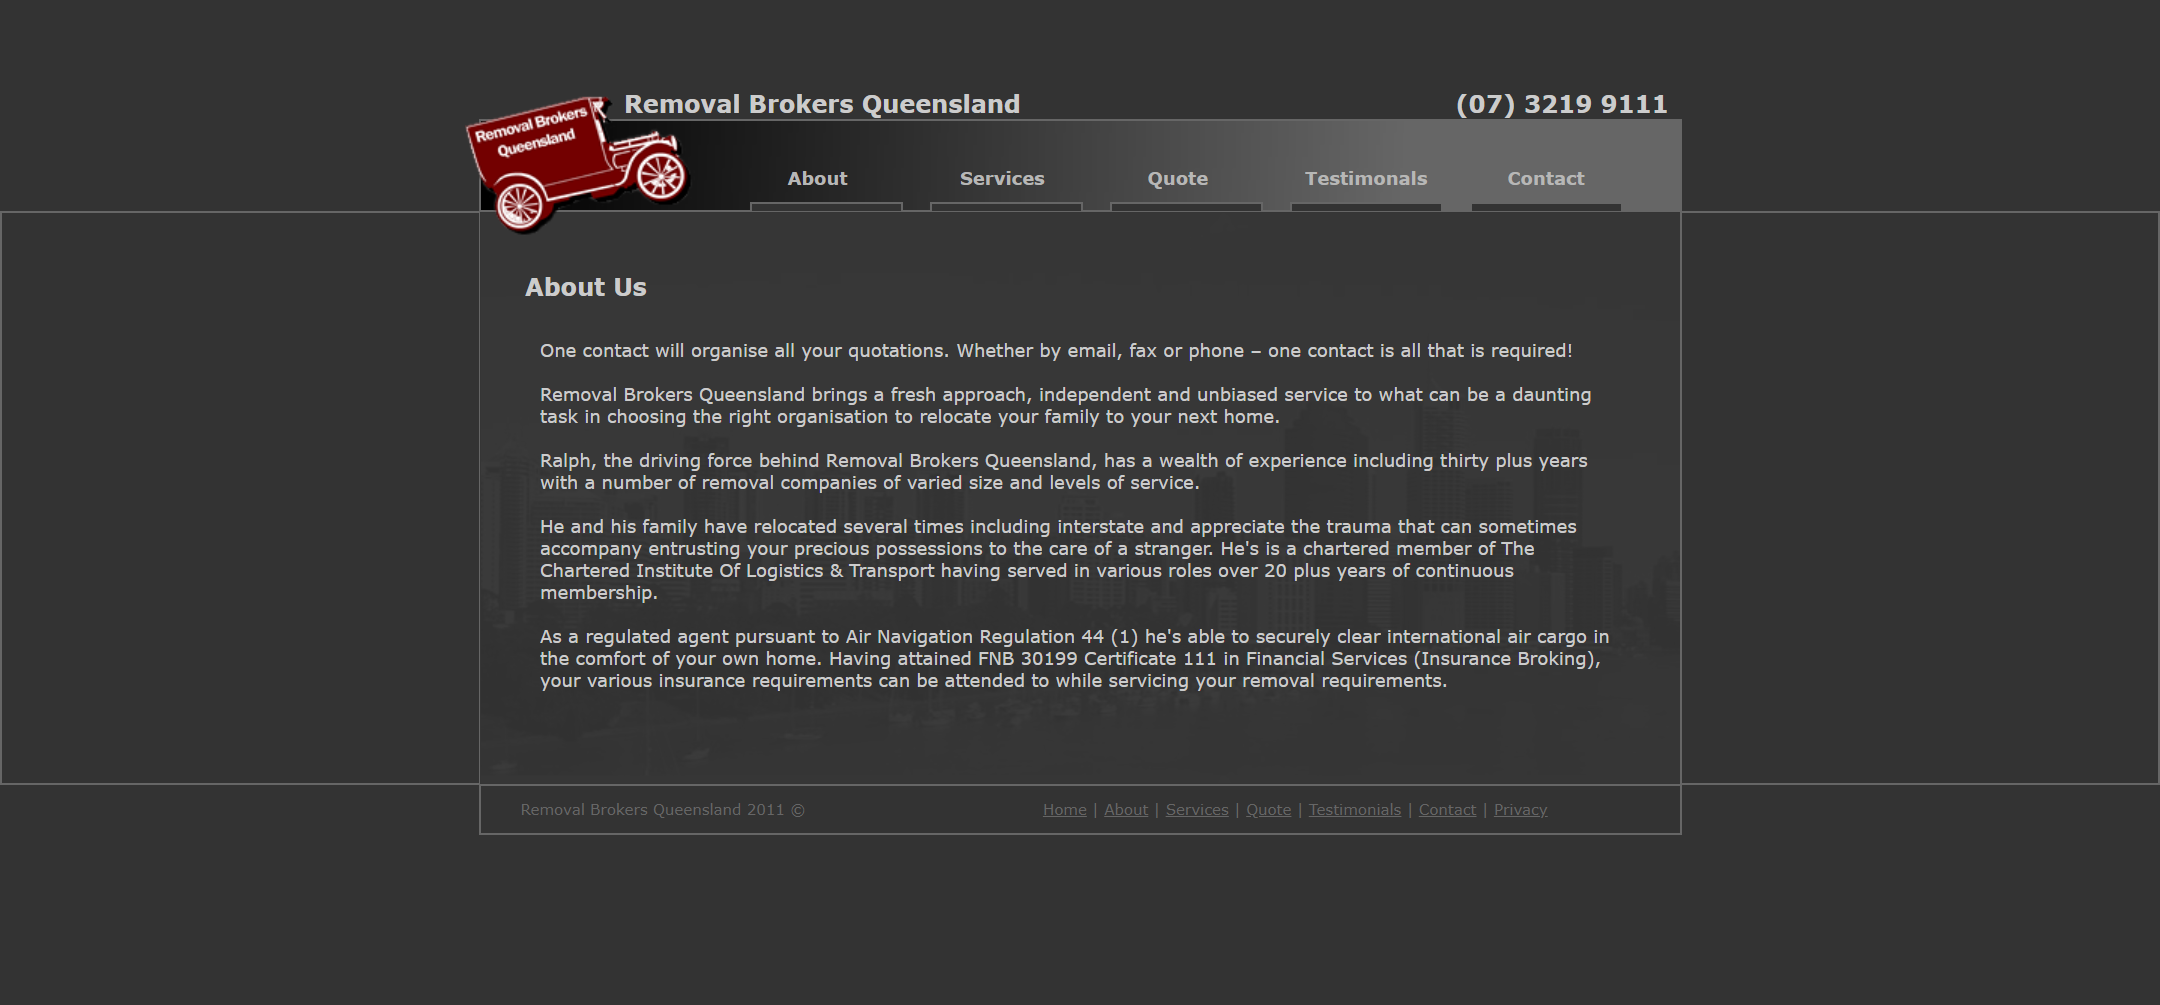 Removal Brokers Queensland
(07) 3219 9111
Removal Brokers
Queensland
About
Services
Quote
Testimonals
Contact
About Us
One contact will organise all your quotations. Whether by email, fax or phone – one contact is all that is required!
Removal Brokers Queensland brings a fresh approach, independent and unbiased service to what can be a daunting
task in choosing the right organisation to relocate your family to your next home.
Ralph, the driving force behind Removal Brokers Queensland, has a wealth of experience including thirty plus years
with a number of removal companies of varied size and levels of service.
He and his family have relocated several times including interstate and appreciate the trauma that can sometimes
accompany entrusting your precious possessions to the care of a stranger. He's is a chartered member of The
Chartered Institute Of Logistics & Transport having served in various roles over 20 plus years of continuous
membership.
As a regulated agent pursuant to Air Navigation Regulation 44 (1) he's able to securely clear international air cargo in
the comfort of your own home. Having attained FNB 30199 Certificate 111 in Financial Services (Insurance Broking),
your various insurance requirements can be attended to while servicing your removal requirements.
Removal Brokers Queensland 2011 ©
Home | About | Services | Quote | Testimonials | Contact | Privacy